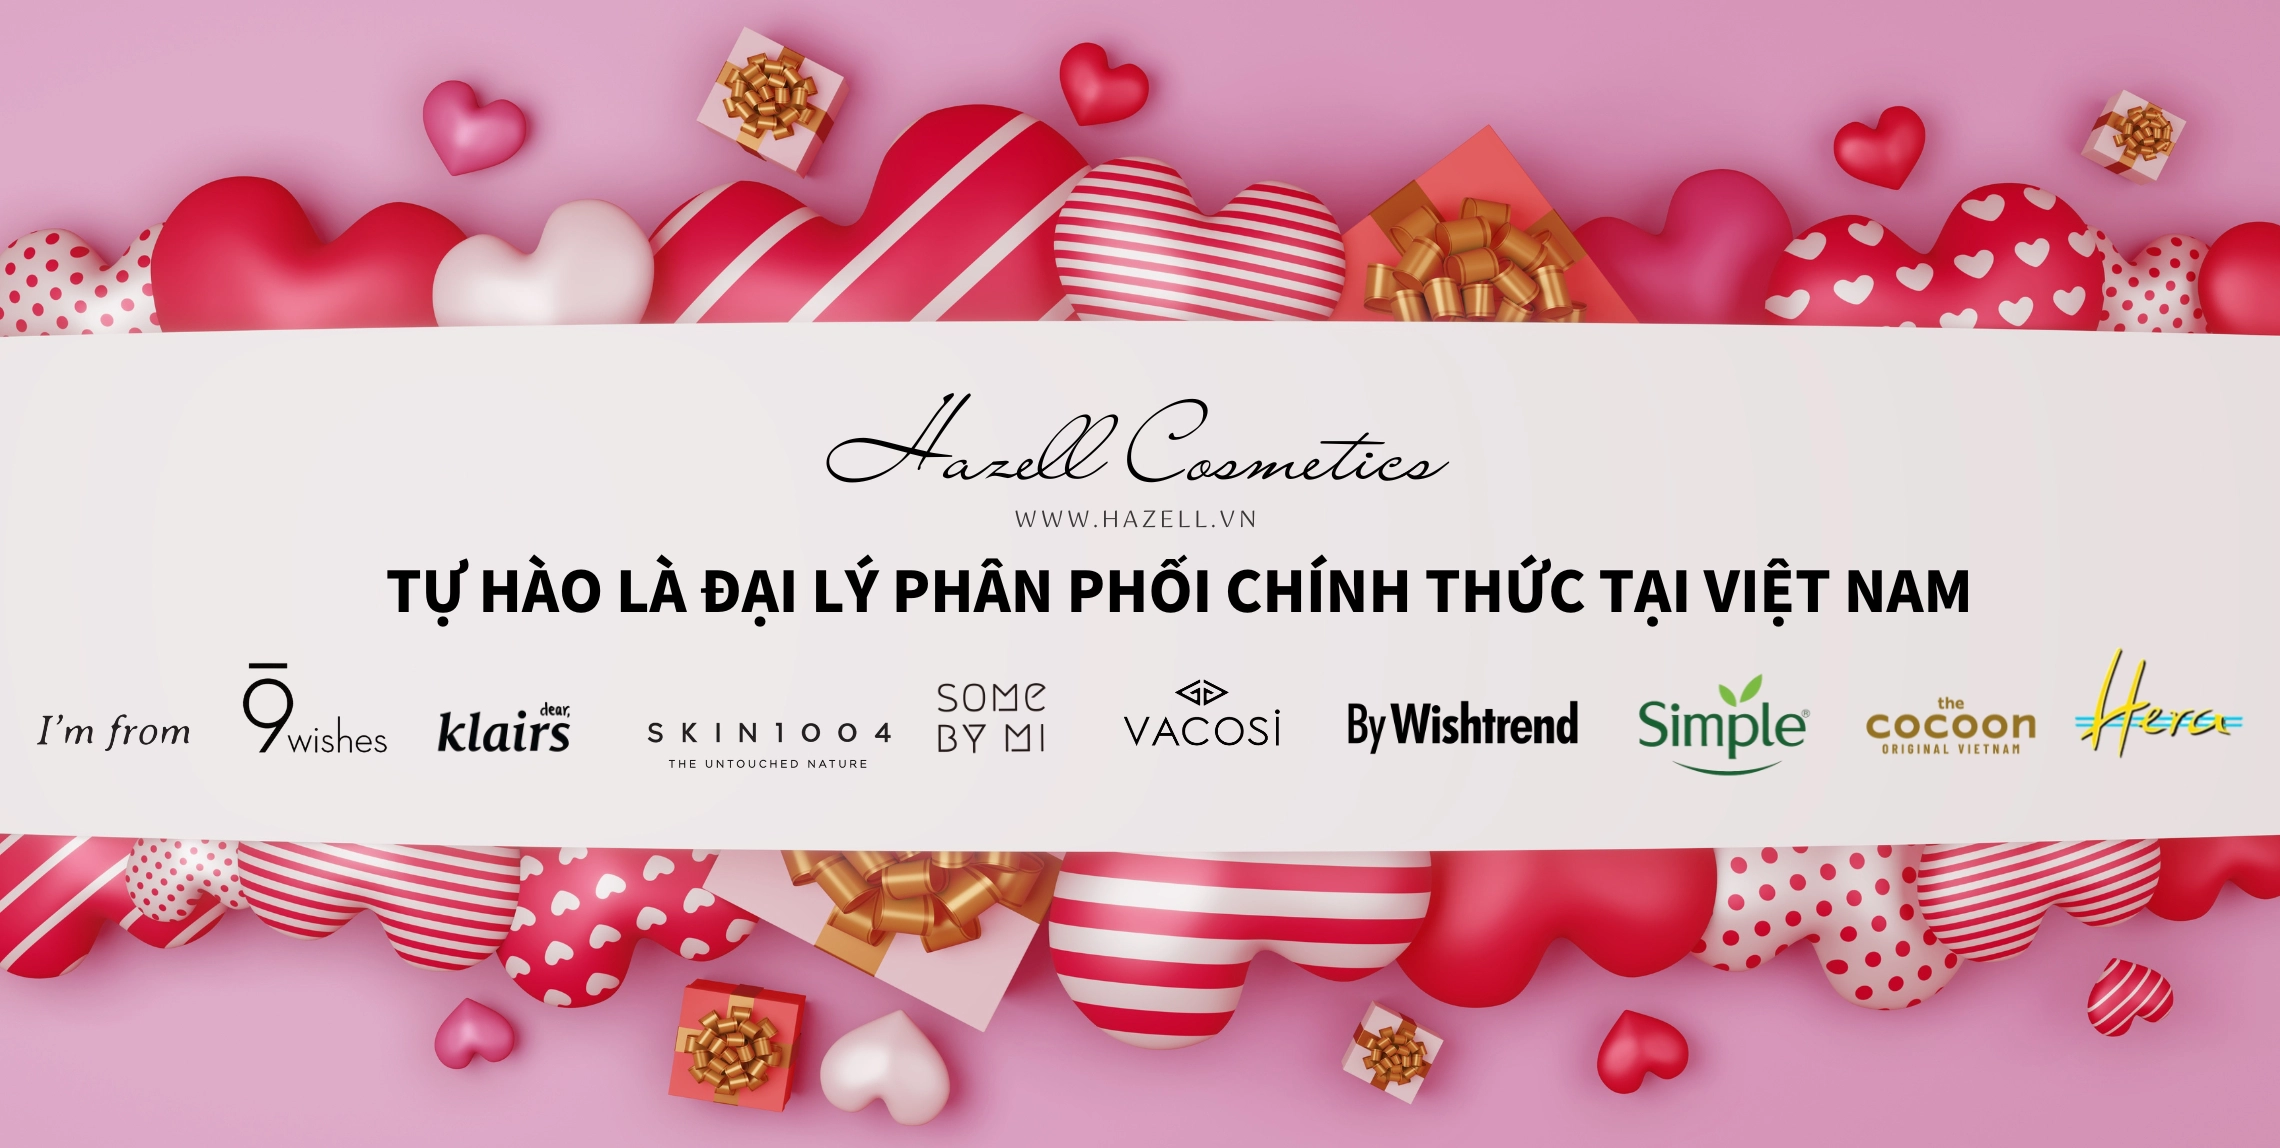 Hazell Cosmetics
WWW.HAZELL.VN
TỰ HÀO LÀ ĐẠI LÝ PHÂN PHỐI CHÍNH THỨC TẠI VIỆT NAM
I'm from
9wishes
dear, klairs
SKIN1004
THE UNTOUCHED NATURE
SOME
BY MI
VACOSI
By Wishtrend
Simple®
the
cocoon
ORIGINAL VIETNAM
Hera